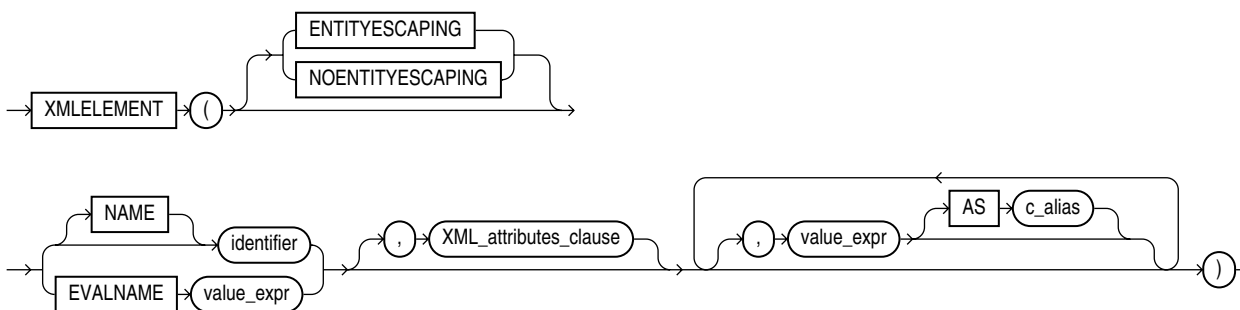 ENTITYESCAPING
NOENTITYESCAPING
XMLELEMENT (
NAME
identifier
EVALNAME value_expr
, XML_attributes_clause
AS c_alias
, value_expr
)